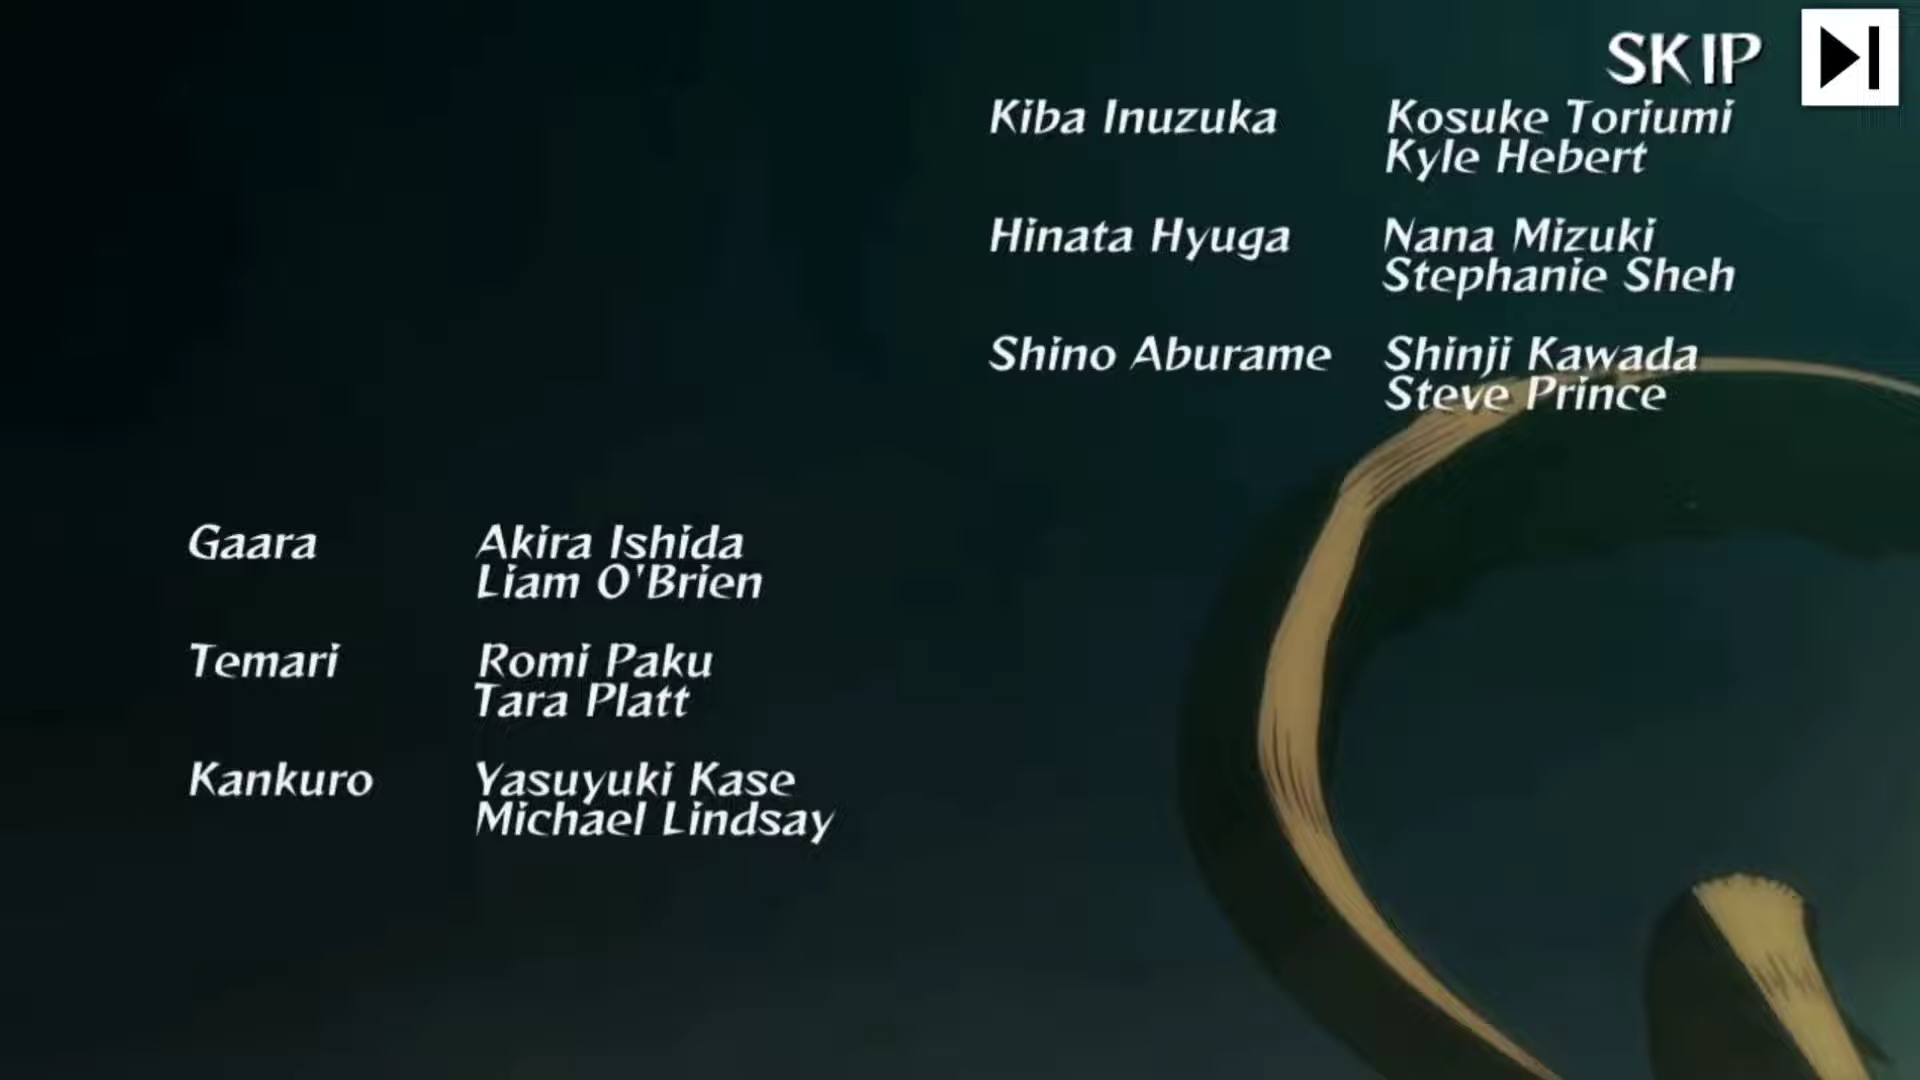 SKIP
Kiba Inuzuka Kosuke Toriumi
Kyle Hebert
Hinata Hyuga Nana Mizuki
Stephanie Sheh
Shino Aburame Shinji Kawada
Steve Prince
Gaara Akira Ishida
Liam O'Brien
Temari Romi Paku
Tara Platt
Kankuro Yasuyuki Kase
Michael Lindsay